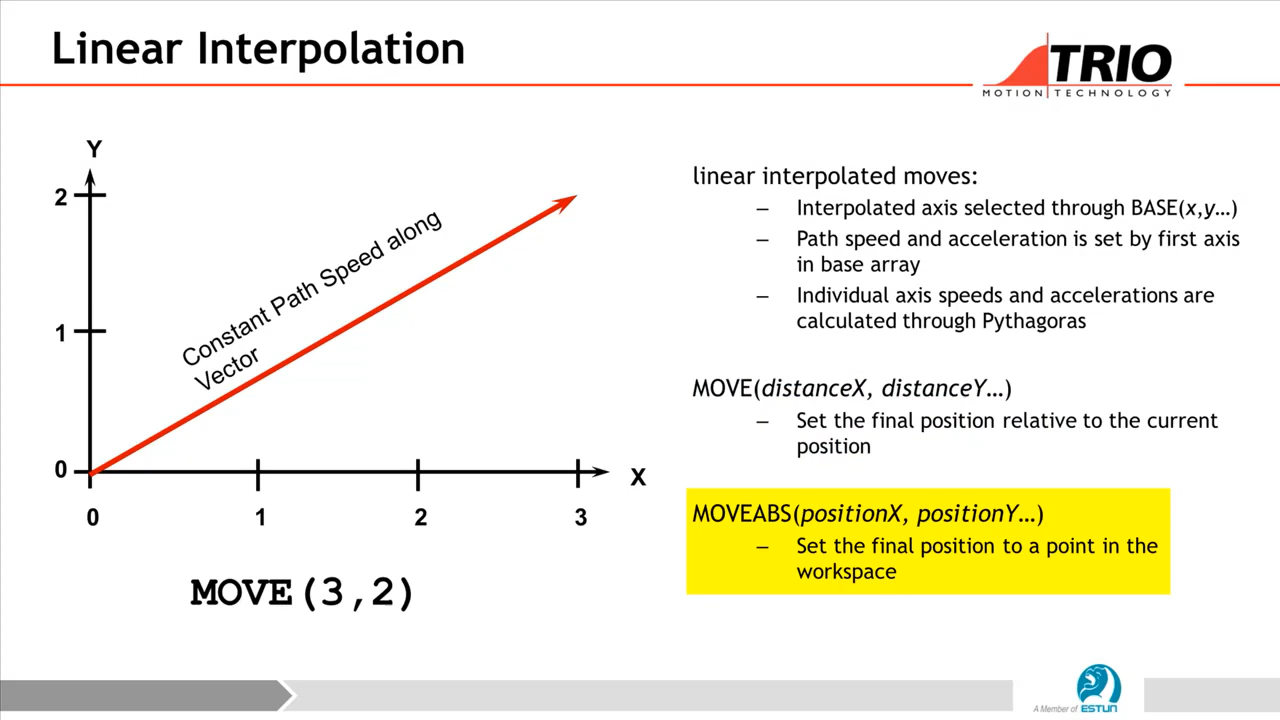 Linear Interpolation
TRIO
MOTION TECHNOLOGY
Y
2
1
0
0
1
2
3
X
Constant Path Speed along
Vector
MOVE(3,2)
linear interpolated moves:
– Interpolated axis selected through BASE(x,y…)
– Path speed and acceleration is set by first axis
in base array
– Individual axis speeds and accelerations are
calculated through Pythagoras
MOVE(distanceX, distanceY…)
– Set the final position relative to the current
position
MOVEABS(positionX, positionY…)
– Set the final position to a point in the
workspace
A Member of ESTUN